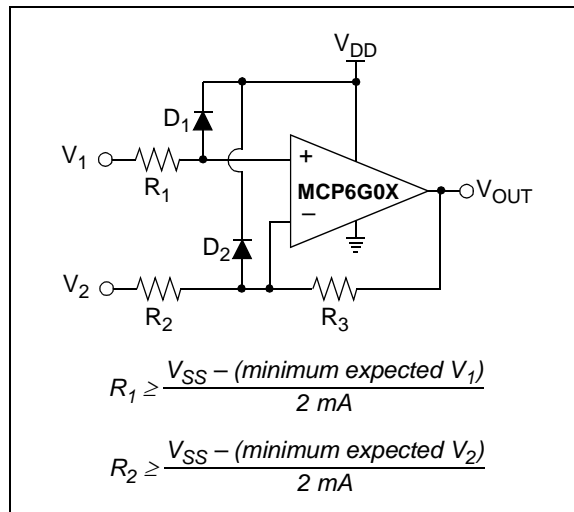 V_DD
D_1
V_1
R_1
+
MCP6G0X
V_OUT
–
D_2
V_2
R_2
R_3
R_1 ≥ V_SS – (minimum expected V_1) / 2 mA
R_2 ≥ V_SS – (minimum expected V_2) / 2 mA